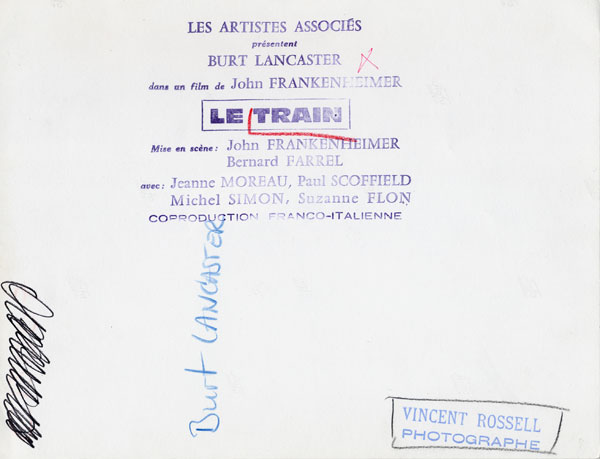 LES ARTISTES ASSOCIÉS
présentent
BURT LANCASTER
dans un film de John FRANKENHEIMER
LE TRAIN
Mise en scène: John FRANKENHEIMER
Bernard FARREL
avec: Jeanne MOREAU, Paul SCOFFIELD
Michel SIMON, Suzanne FLON
COPRODUCTION FRANCO-ITALIENNE
Burt LANCASTER
VINCENT ROSSELL
PHOTOGRAPHE